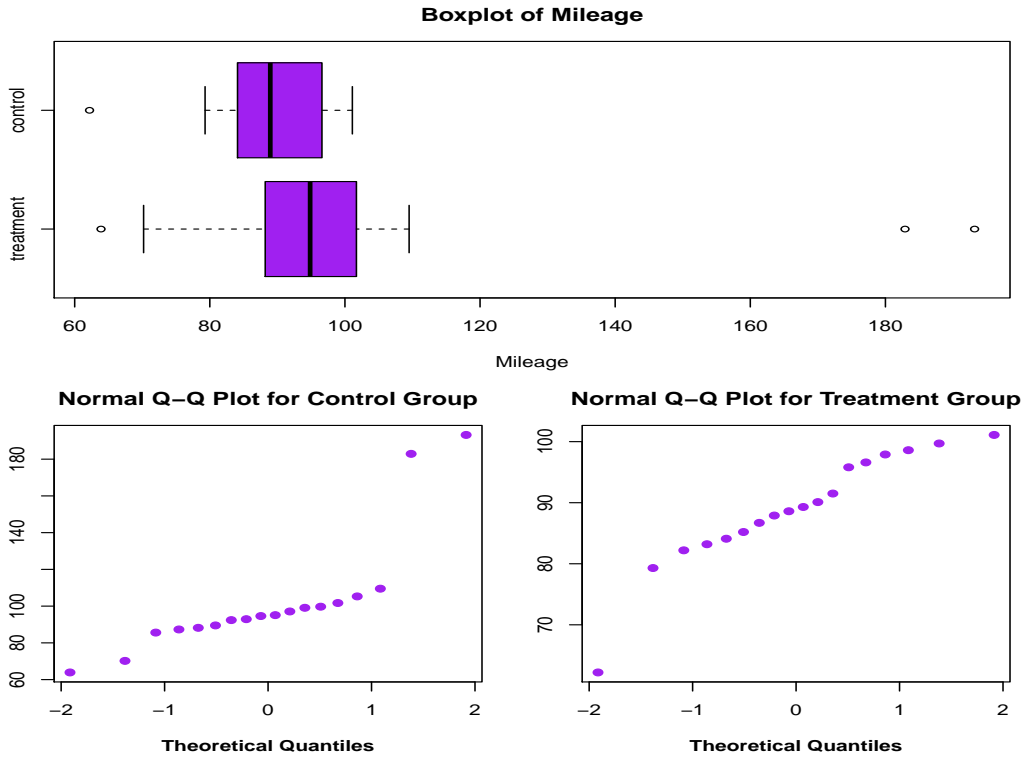 Boxplot of Mileage
control
treatment
60 80 100 120 140 160 180
Mileage
Normal Q−Q Plot for Control Group
180
140
100
80
60
−2 −1 0 1 2
Theoretical Quantiles
Normal Q−Q Plot for Treatment Group
100
90
80
70
−2 −1 0 1 2
Theoretical Quantiles